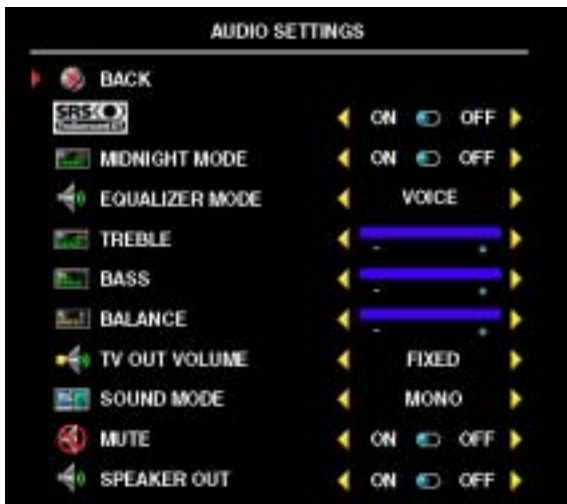 AUDIO SETTINGS
BACK
SRS
ON OFF
MIDNIGHT MODE ON OFF
EQUALIZER MODE VOICE
TREBLE
- +
BASS
- +
BALANCE
- +
TV OUT VOLUME FIXED
SOUND MODE MONO
MUTE ON OFF
SPEAKER OUT ON OFF